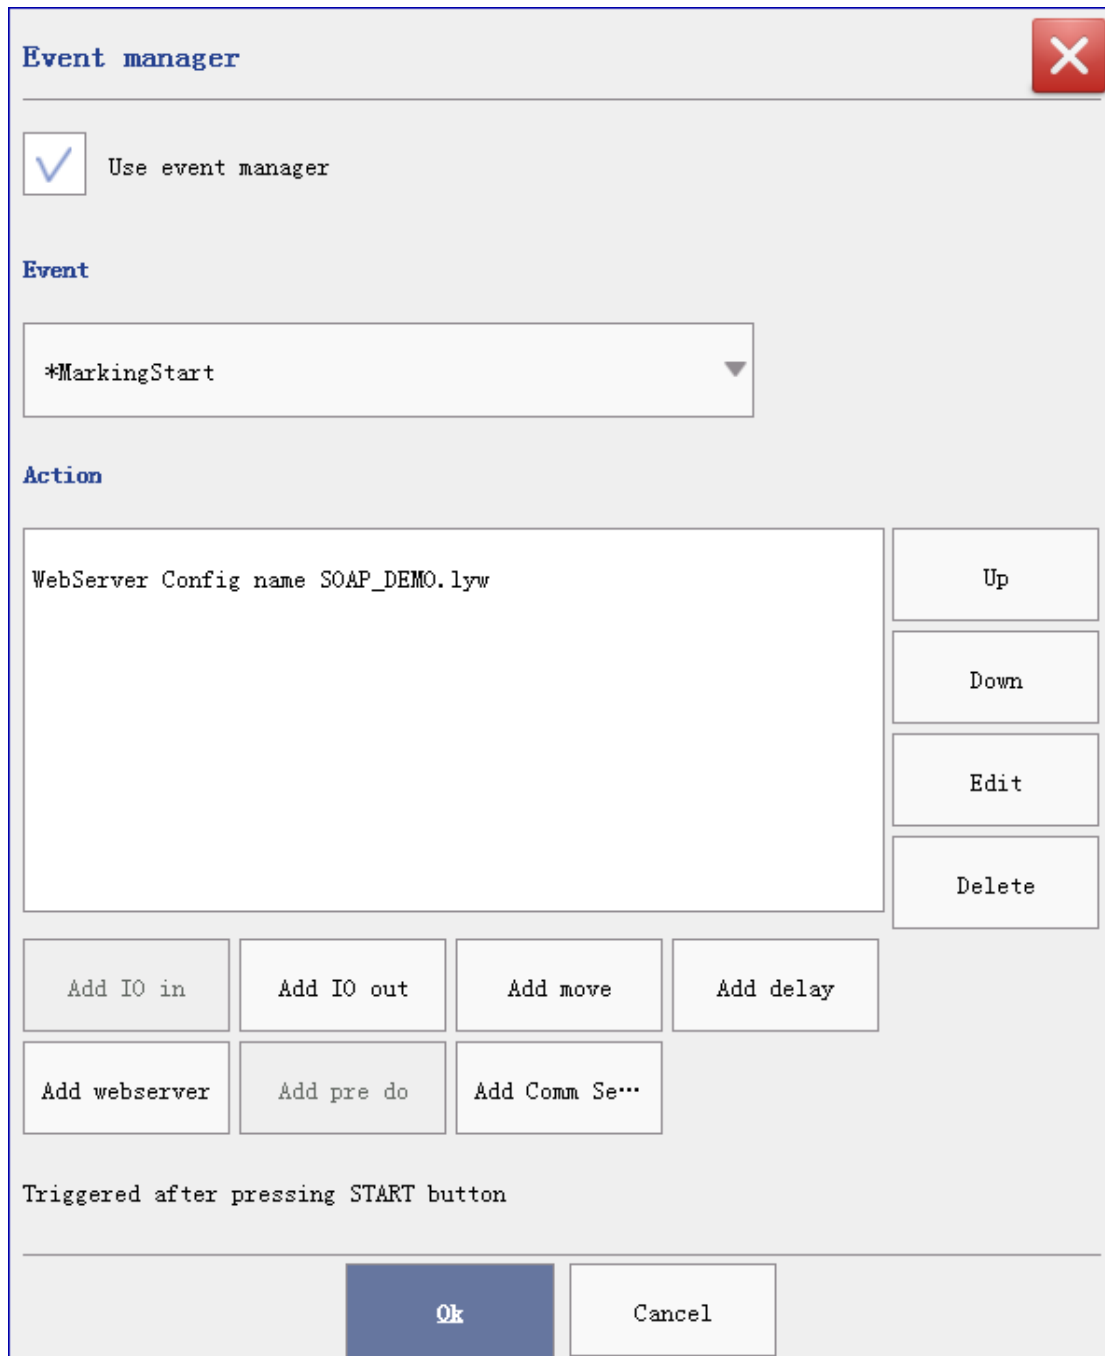 Event manager
Use event manager
Event
*MarkingStart
Action
WebServer Config name SOAP_DEMO.lyw
Up
Down
Edit
Delete
Add IO in
Add IO out
Add move
Add delay
Add webserver
Add pre do
Add Comm Se…
Triggered after pressing START button
Ok
Cancel